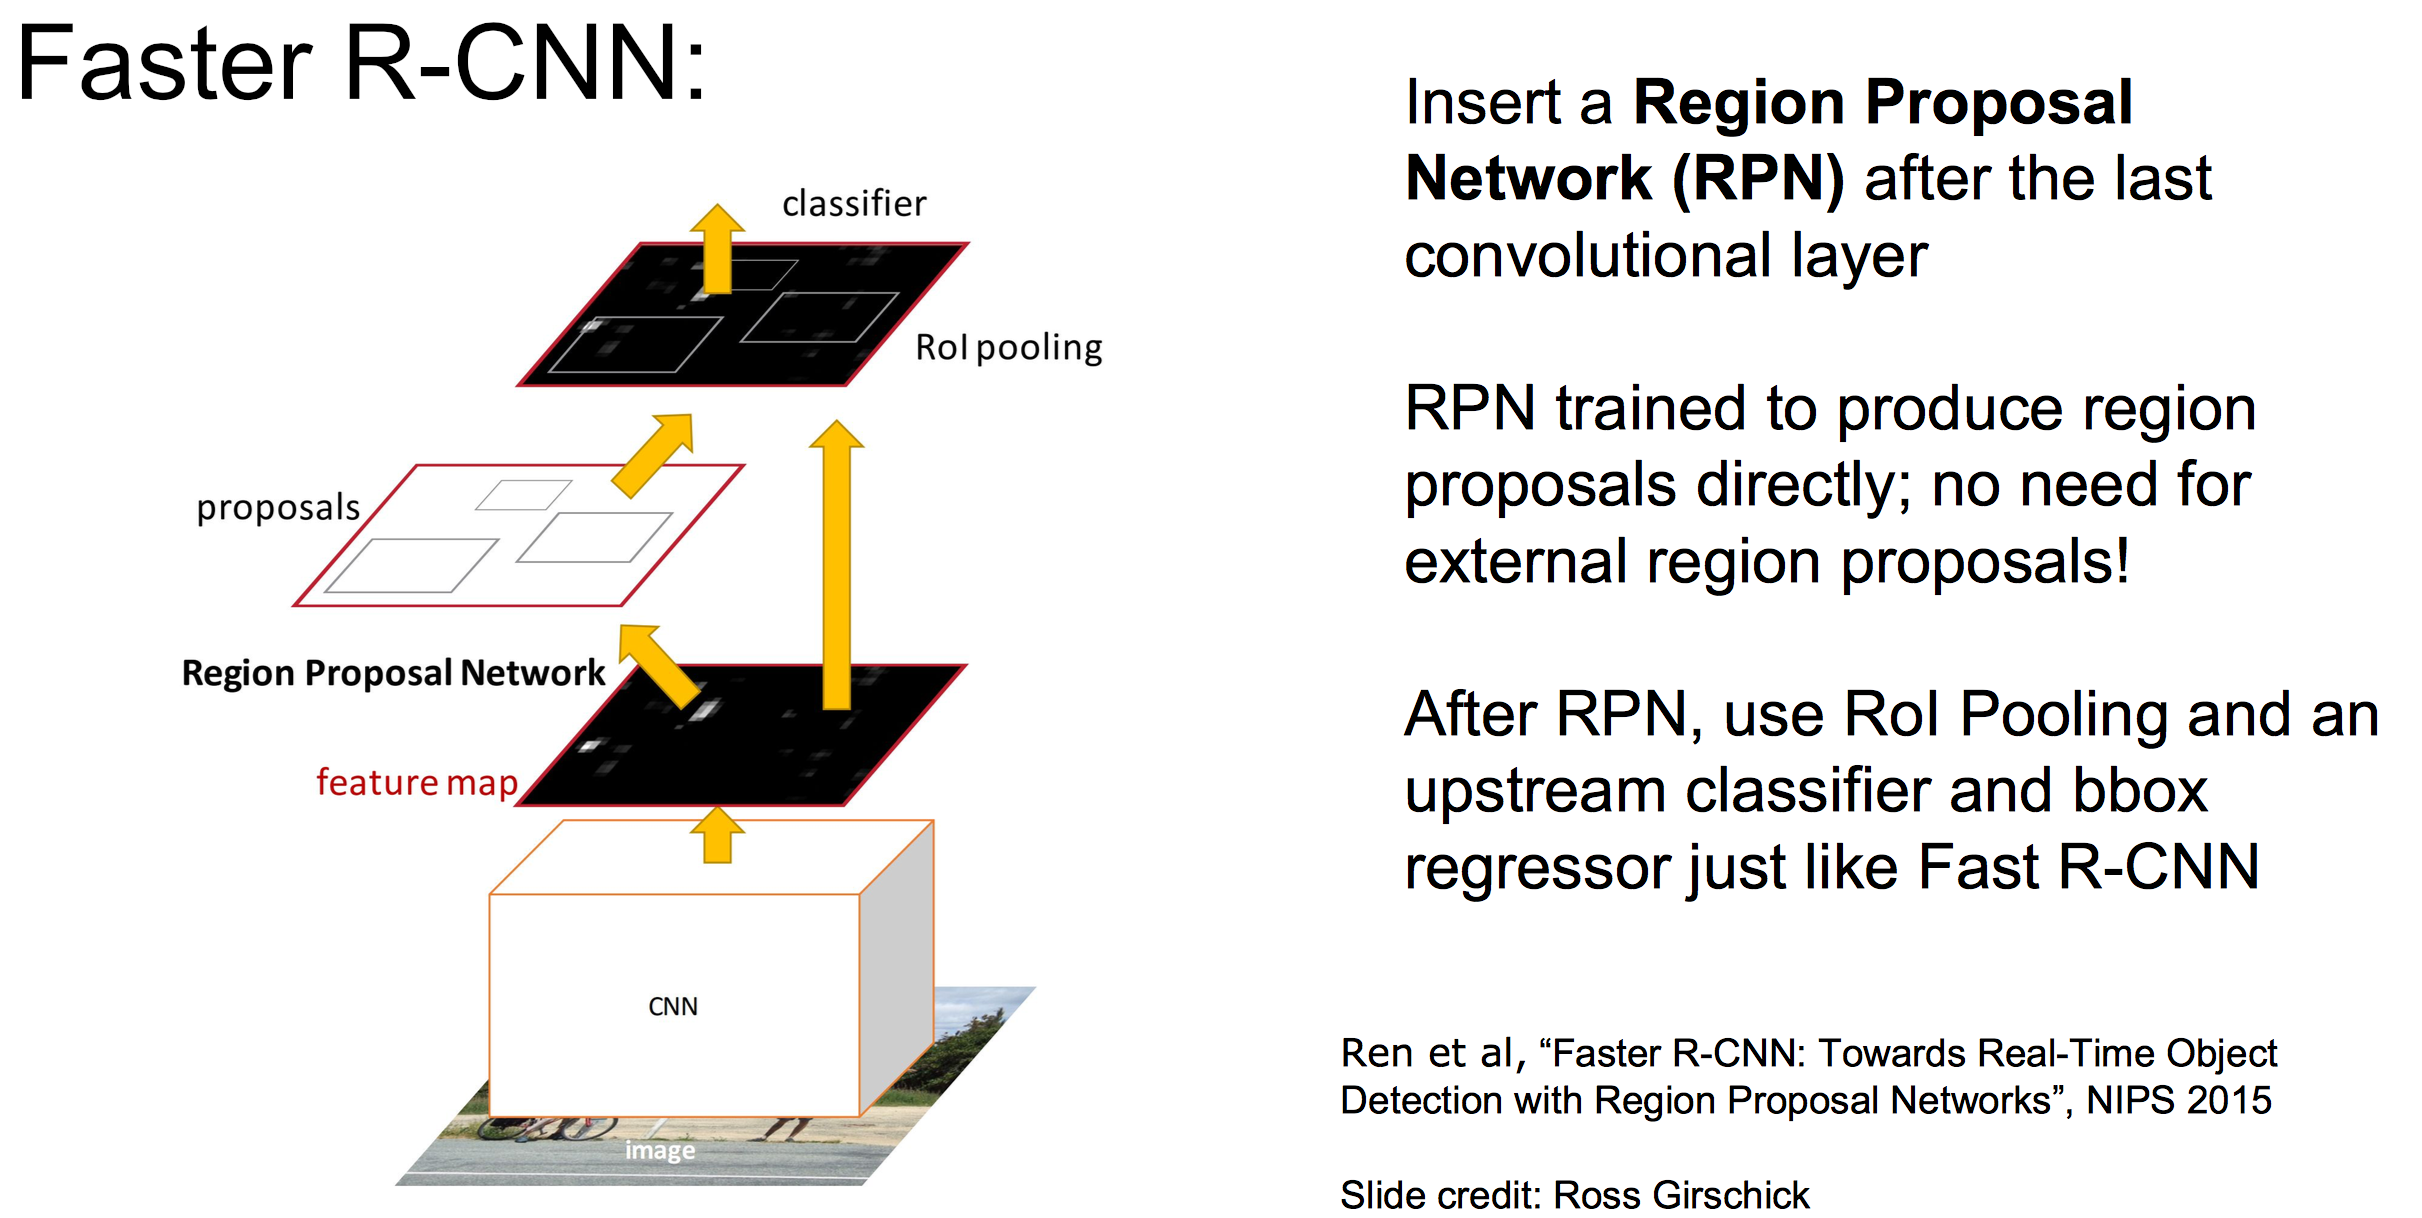 Faster R-CNN:
classifier
RoI pooling
proposals
Region Proposal Network
feature map
CNN
image
Insert a Region Proposal
Network (RPN) after the last
convolutional layer
RPN trained to produce region
proposals directly; no need for
external region proposals!
After RPN, use RoI Pooling and an
upstream classifier and bbox
regressor just like Fast R-CNN
Ren et al, “Faster R-CNN: Towards Real-Time Object
Detection with Region Proposal Networks”, NIPS 2015
Slide credit: Ross Girschick